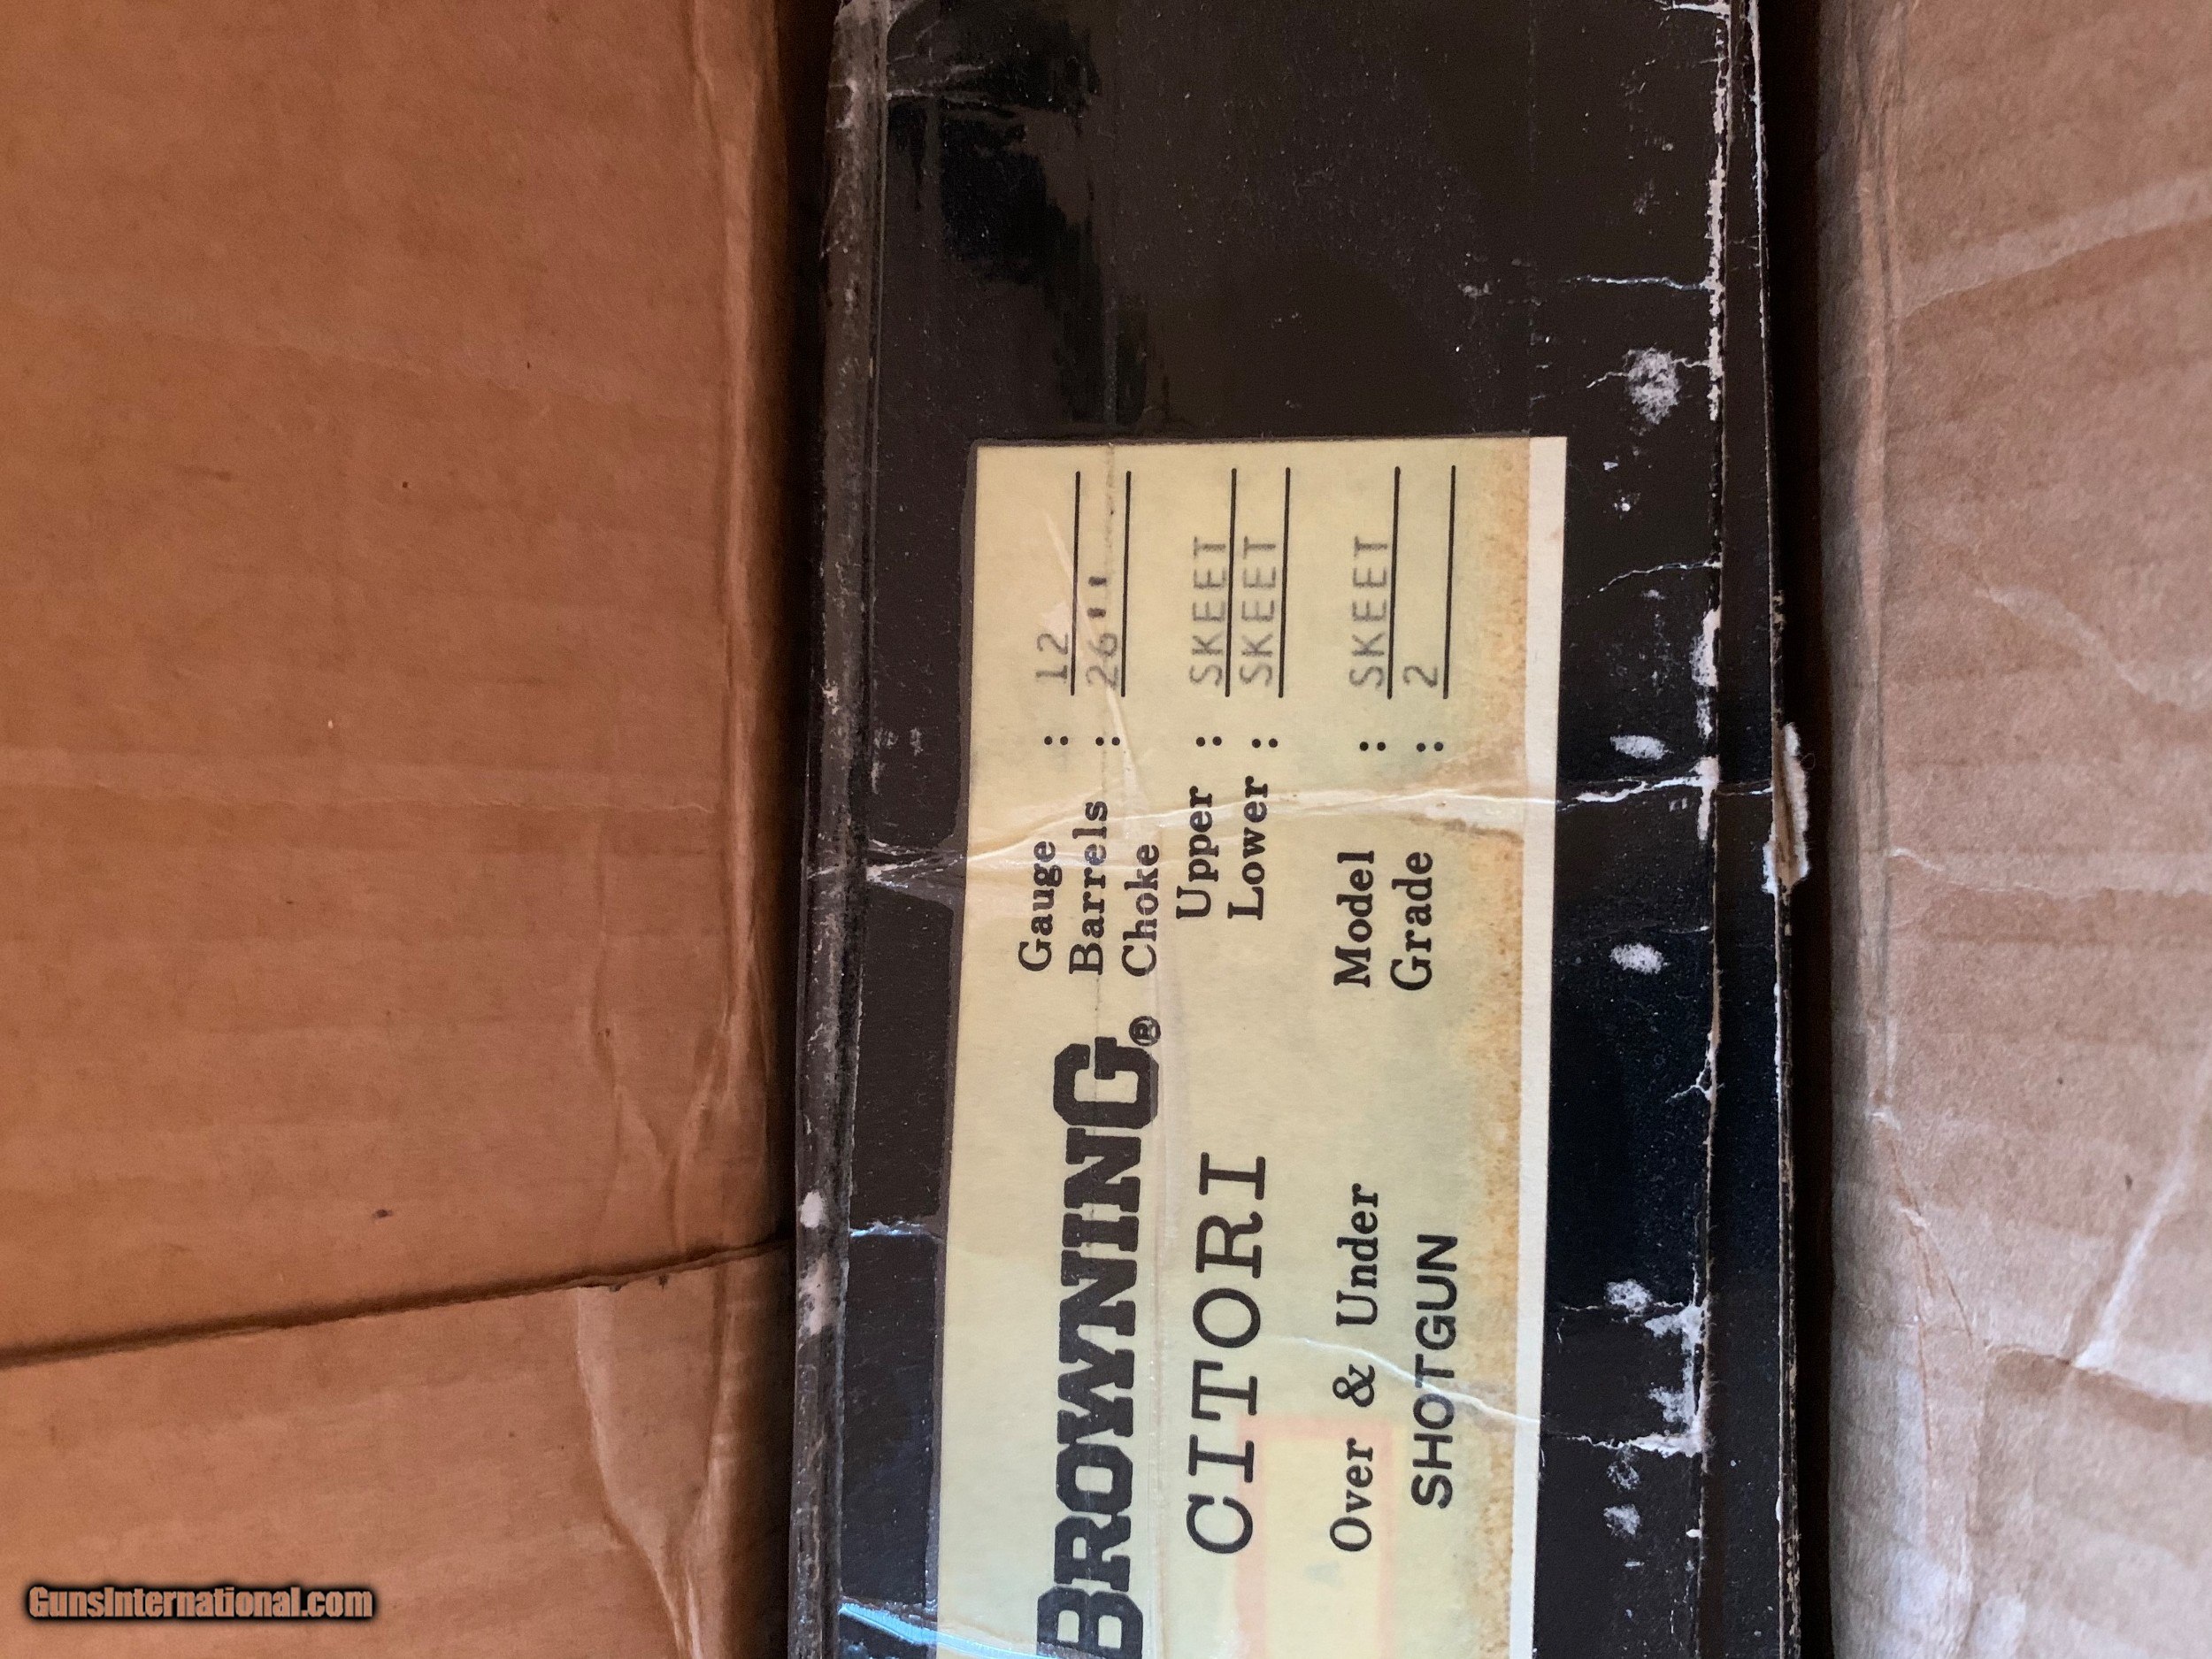 BROWNING®
CITORI
Over & Under
SHOTGUN
Gauge : 12
Barrels : 26"
Choke
Upper : SKEET
Lower : SKEET
Model : SKEET
Grade : 2
GunsInternational.com